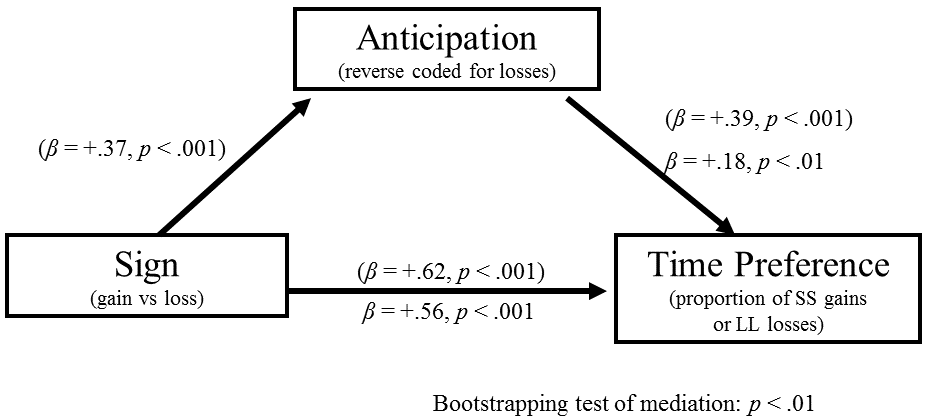 Anticipation
(reverse coded for losses)
(β = +.37, p < .001)
(β = +.39, p < .001)
β = +.18, p < .01
Sign
(gain vs loss)
(β = +.62, p < .001)
β = +.56, p < .001
Time Preference
(proportion of SS gains
or LL losses)
Bootstrapping test of mediation: p < .01